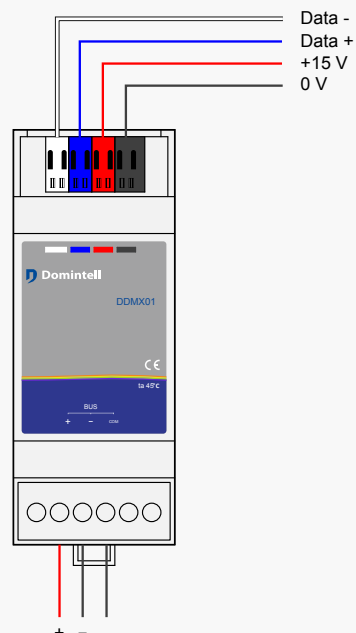 Data -
Data +
+15 V
0 V
Domintell
DDMX01
CE
ta 45°c
BUS
+ - COM
+ -